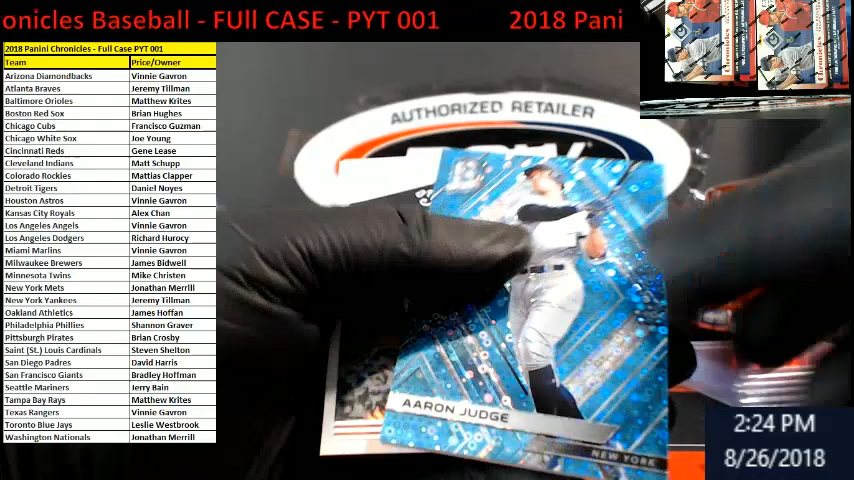 onicles Baseball - FUll CASE - PYT 001 2018 Pani
2018 Panini Chronicles - Full Case PYT 001
Team Price/Owner
Arizona Diamondbacks Vinnie Gavron
Atlanta Braves Jeremy Tillman
Baltimore Orioles Matthew Krites
Boston Red Sox Brian Hughes
Chicago Cubs Francisco Guzman
Chicago White Sox Joe Young
Cincinnati Reds Gene Lease
Cleveland Indians Matt Schupp
Colorado Rockies Mattias Clapper
Detroit Tigers Daniel Noyes
Houston Astros Vinnie Gavron
Kansas City Royals Alex Chan
Los Angeles Angels Vinnie Gavron
Los Angeles Dodgers Richard Hurocy
Miami Marlins Vinnie Gavron
Milwaukee Brewers James Bidwell
Minnesota Twins Mike Christen
New York Mets Jonathan Merrill
New York Yankees Jeremy Tillman
Oakland Athletics James Hoffan
Philadelphia Phillies Shannon Graver
Pittsburgh Pirates Brian Crosby
Saint (St.) Louis Cardinals Steven Shelton
San Diego Padres David Harris
San Francisco Giants Bradley Hoffman
Seattle Mariners Jerry Bain
Tampa Bay Rays Matthew Krites
Texas Rangers Vinnie Gavron
Toronto Blue Jays Leslie Westbrook
Washington Nationals Jonathan Merrill
AUTHORIZED RETAILER
AARON JUDGE
NEW YORK
Chronicles
2:24 PM
8/26/2018